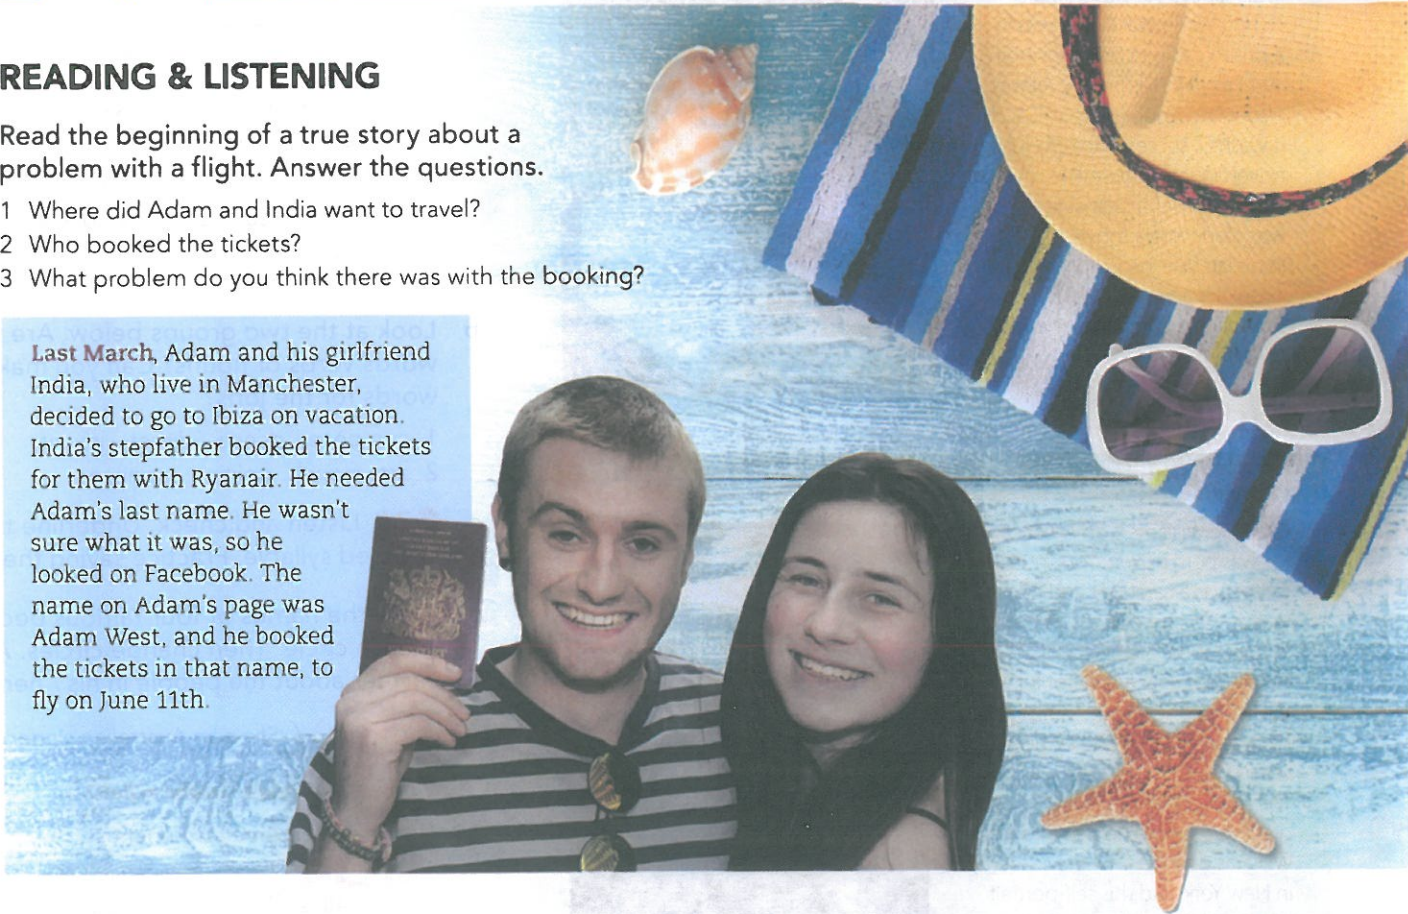 READING & LISTENING
Read the beginning of a true story about a
problem with a flight. Answer the questions.
1 Where did Adam and India want to travel?
2 Who booked the tickets?
3 What problem do you think there was with the booking?
Last March, Adam and his girlfriend
India, who live in Manchester,
decided to go to Ibiza on vacation.
India's stepfather booked the tickets
for them with Ryanair. He needed
Adam's last name. He wasn't
sure what it was, so he
looked on Facebook. The
name on Adam's page was
Adam West, and he booked
the tickets in that name, to
fly on June 11th.